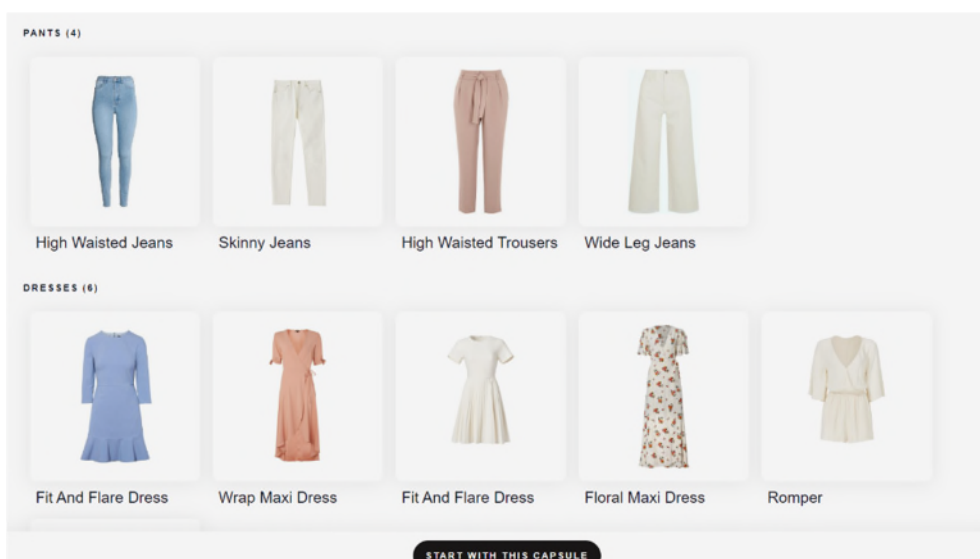 PANTS (4)
High Waisted Jeans
Skinny Jeans
High Waisted Trousers
Wide Leg Jeans
DRESSES (6)
Fit And Flare Dress
Wrap Maxi Dress
Fit And Flare Dress
Floral Maxi Dress
Romper
START WITH THIS CAPSULE